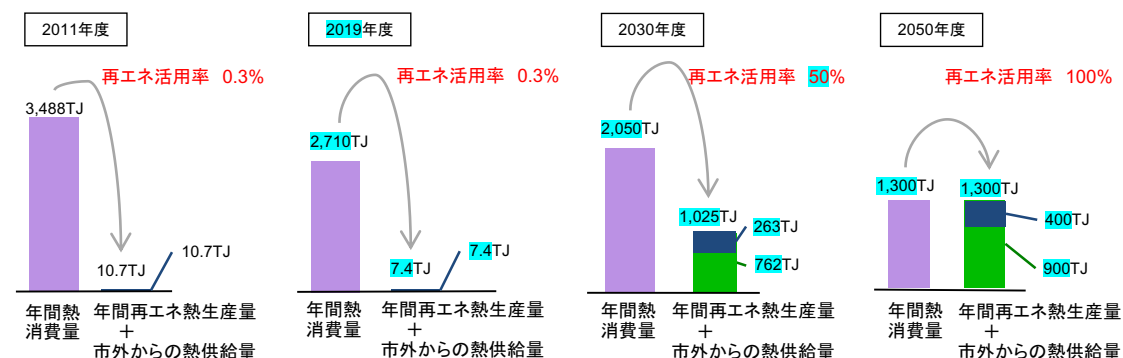 2011年度
再エネ活用率 0.3%
3,488TJ
10.7TJ
10.7TJ
年間熱
消費量
年間再エネ熱生産量
+
市外からの熱供給量
2019年度
再エネ活用率 0.3%
2,710TJ
7.4TJ
7.4TJ
年間熱
消費量
年間再エネ熱生産量
+
市外からの熱供給量
2030年度
再エネ活用率 50%
2,050TJ
1,025TJ
263TJ
762TJ
年間熱
消費量
年間再エネ熱生産量
+
市外からの熱供給量
2050年度
再エネ活用率 100%
1,300TJ
1,300TJ
400TJ
900TJ
年間熱
消費量
年間再エネ熱生産量
+
市外からの熱供給量